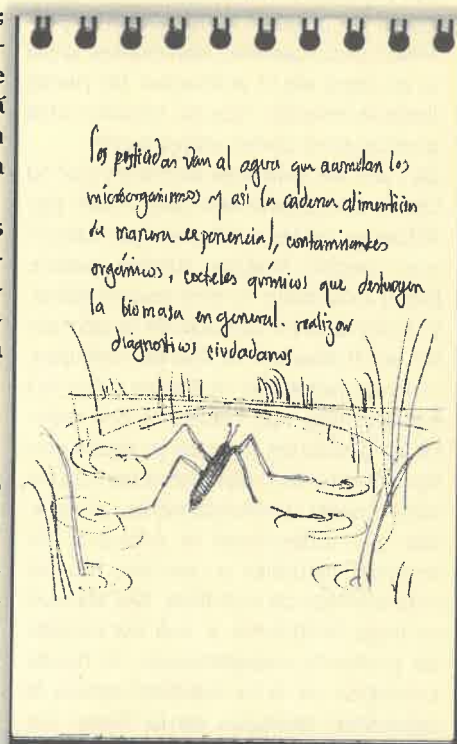 los pesticidas van al agua que acumulan los
microorganismos y así la cadena alimenticia
de manera exponencial, contaminantes
orgánicos, cocteles químicos que destruyen
la biomasa en general. realizar
diagnosticos ciudadanos